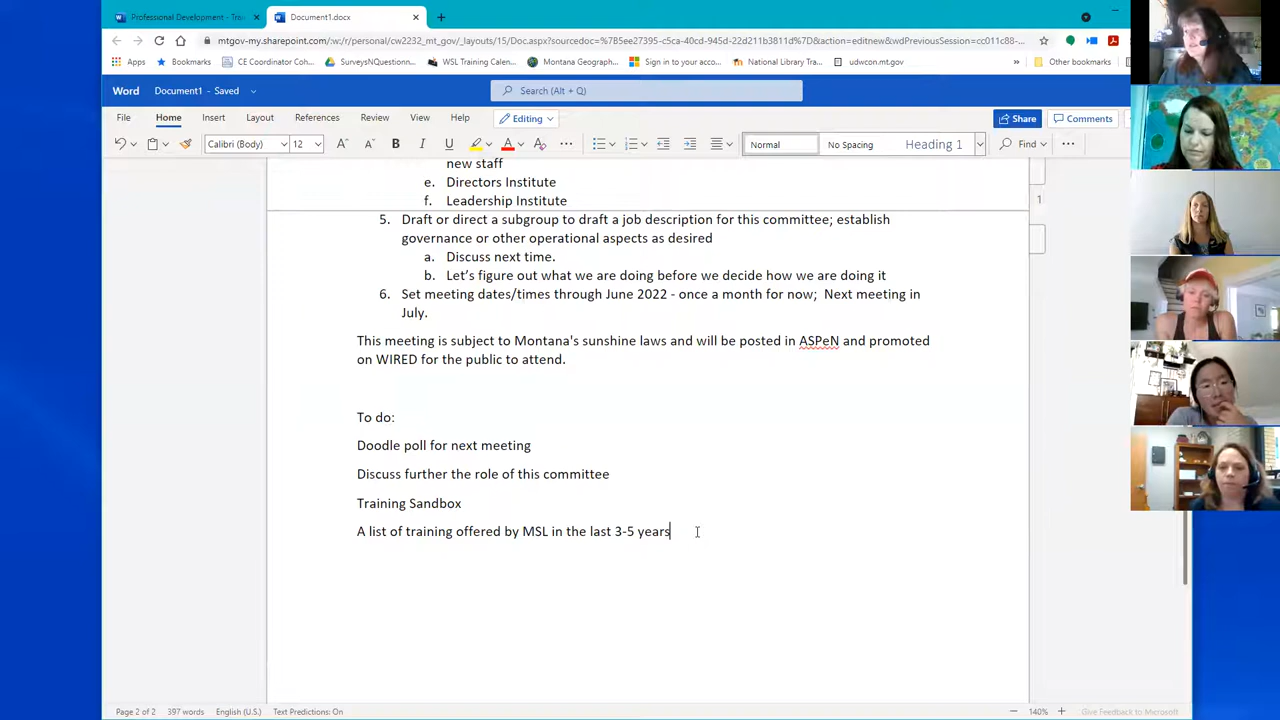 Professional Development - Tri
Document1.docx
mtgov-my.sharepoint.com/:w:/r/personal/cw2232_mt_gov/_layouts/15/Doc.aspx?sourcedoc=%7B5ee27395-c5ca-40cd-945d-22d211b3811d%7D&action=editnew&wdPreviousSession=cc011c88-...
Apps
Bookmarks
CE Coordinator Coh...
SurveysNQuestionn...
WSL Training Calen...
Montana Geograph...
Sign in to your acco...
National Library Tra...
udwcon.mt.gov
»
Other bookmarks
Word
Document1 - Saved
Search (Alt + Q)
File
Home
Insert
Layout
References
Review
View
Help
Editing
Share
Comments
Calibri (Body)
12
B
I
U
A
Normal
No Spacing
Heading 1
Find
new staff
e. Directors Institute
f. Leadership Institute
1
5. Draft or direct a subgroup to draft a job description for this committee; establish
governance or other operational aspects as desired
a. Discuss next time.
b. Let's figure out what we are doing before we decide how we are doing it
6. Set meeting dates/times through June 2022 - once a month for now; Next meeting in
July.
This meeting is subject to Montana's sunshine laws and will be posted in ASPeN and promoted
on WIRED for the public to attend.
To do:
Doodle poll for next meeting
Discuss further the role of this committee
Training Sandbox
A list of training offered by MSL in the last 3-5 years
Page 2 of 2
397 words
English (U.S.)
Text Predictions: On
140%
Give Feedback to Microsoft